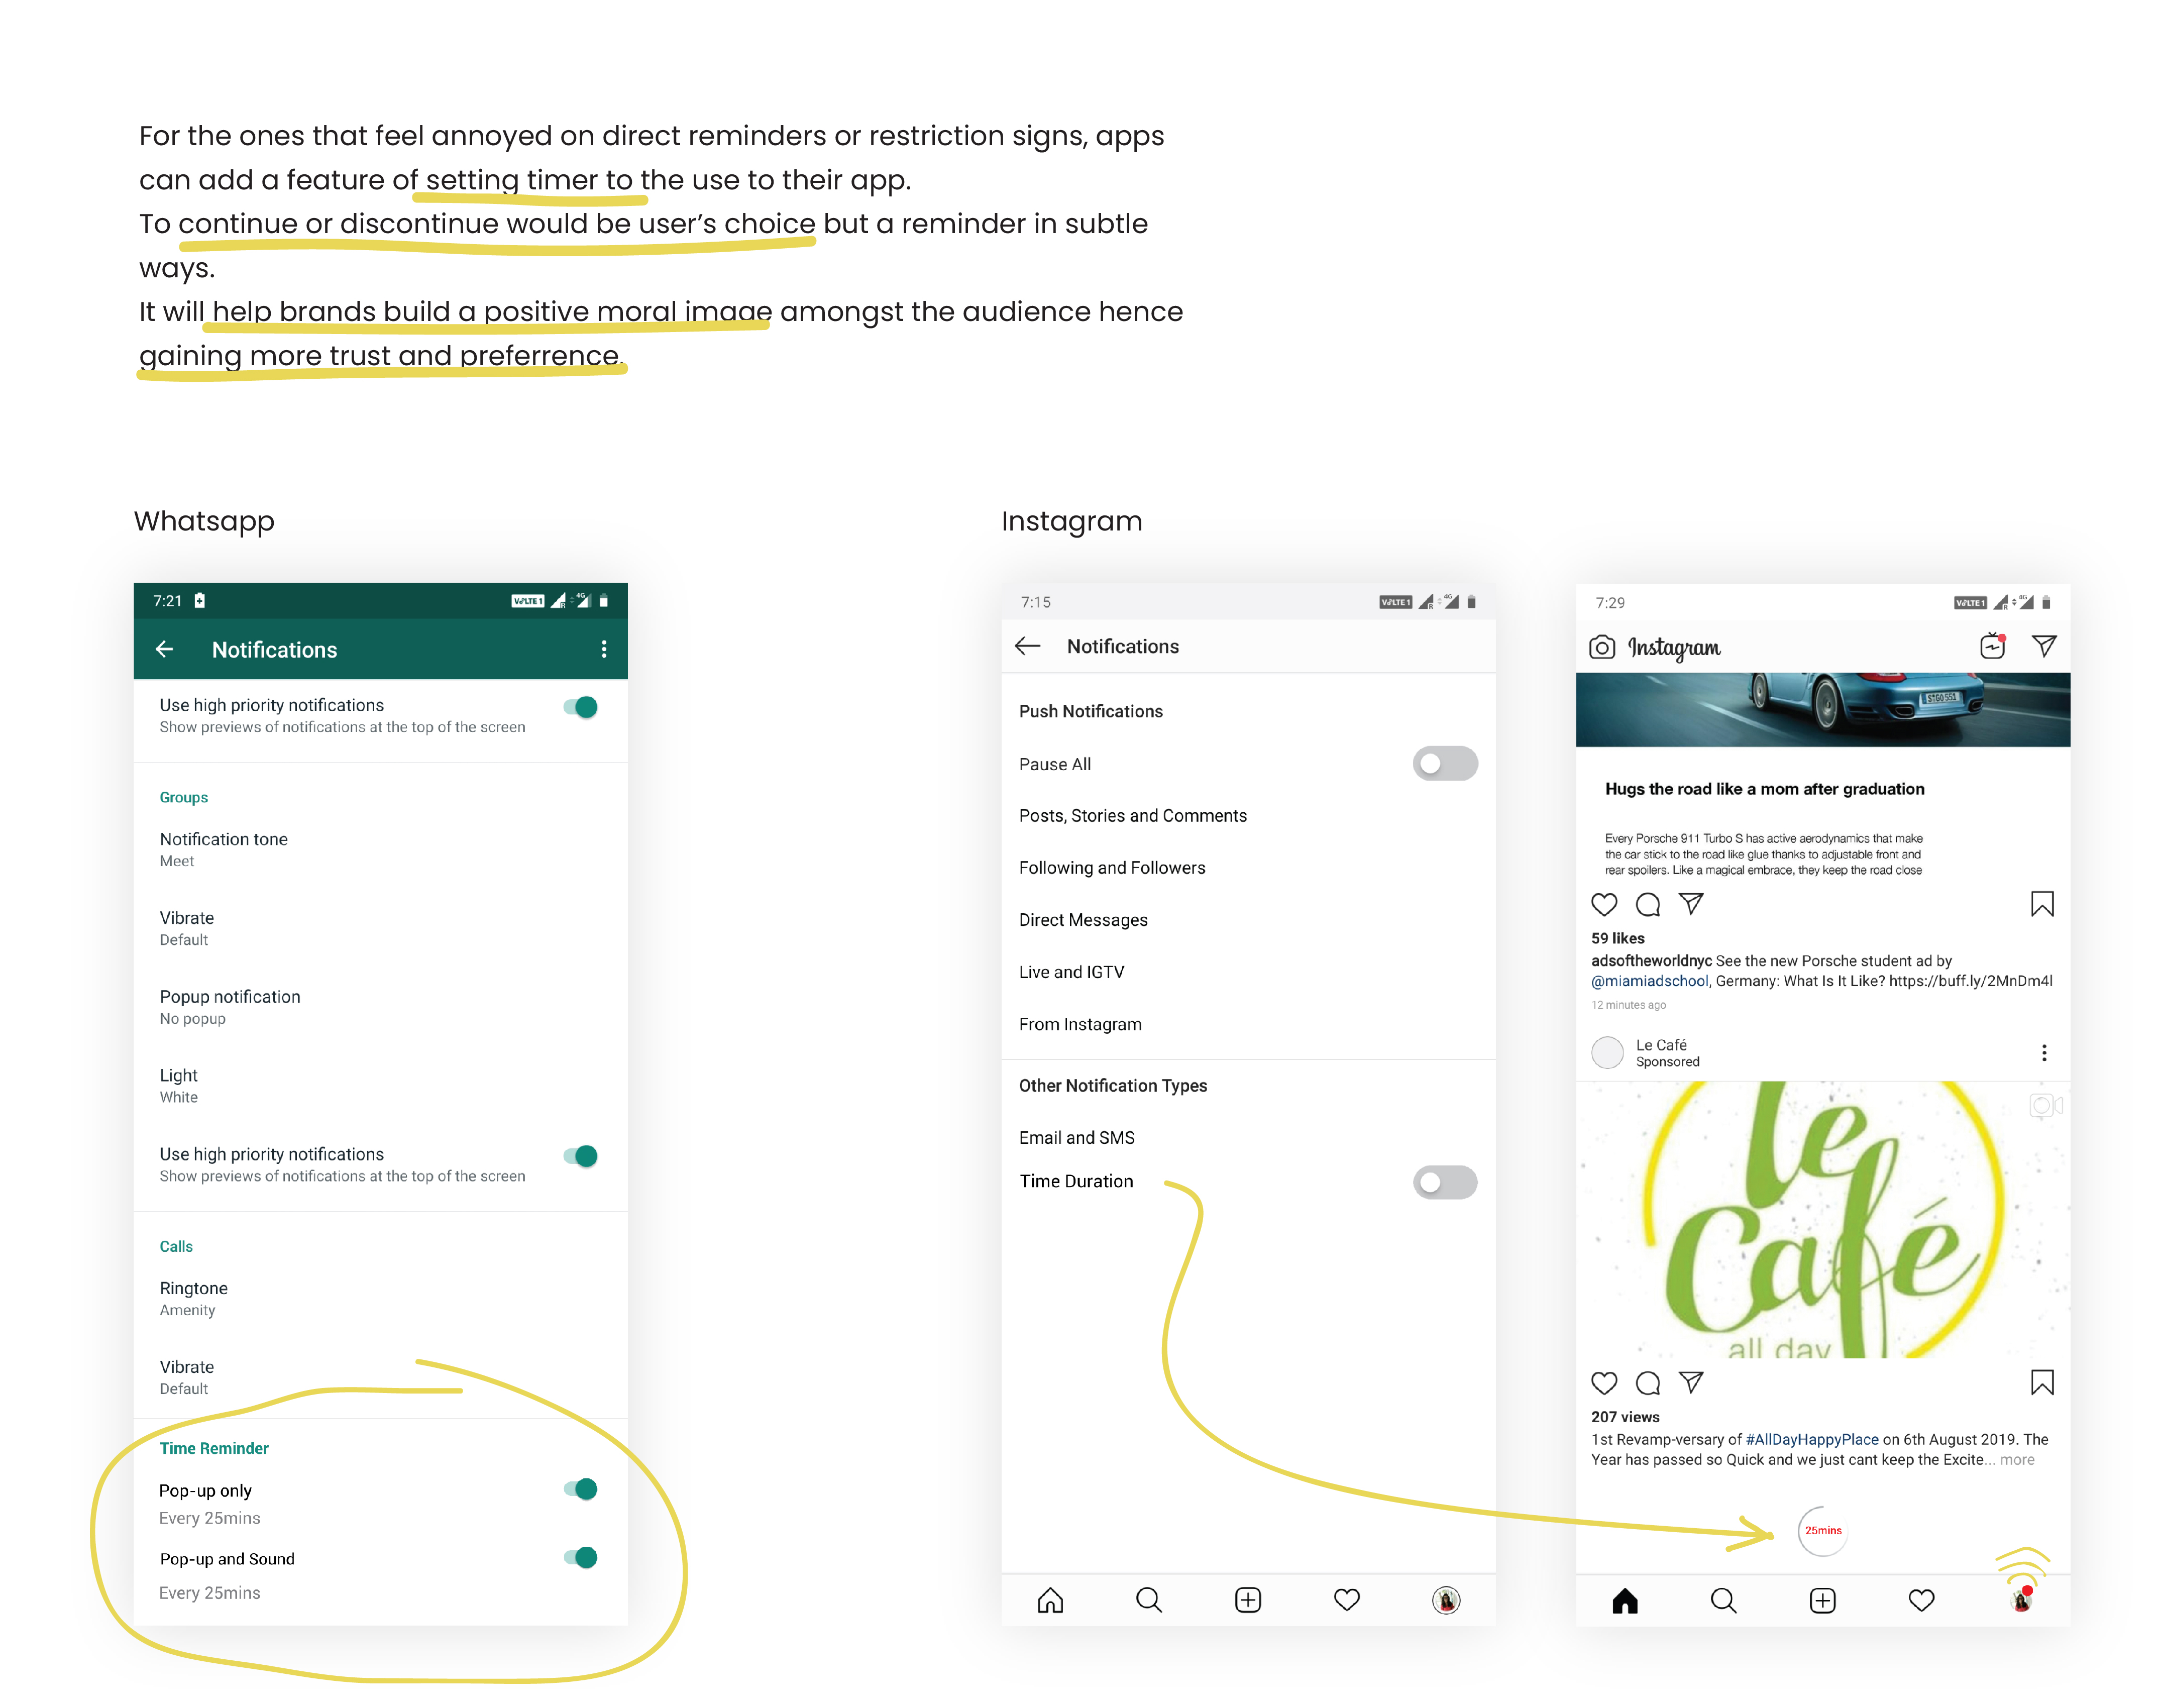 For the ones that feel annoyed on direct reminders or restriction signs, apps
can add a feature of setting timer to the use to their app.
To continue or discontinue would be user's choice but a reminder in subtle
ways.
It will help brands build a positive moral image amongst the audience hence
gaining more trust and preferrence.
Whatsapp
7:21
VoLTE 1
R
4G
Notifications
Use high priority notifications
Show previews of notifications at the top of the screen
Groups
Notification tone
Meet
Vibrate
Default
Popup notification
No popup
Light
White
Use high priority notifications
Show previews of notifications at the top of the screen
Calls
Ringtone
Amenity
Vibrate
Default
Time Reminder
Pop-up only
Every 25mins
Pop-up and Sound
Every 25mins
Instagram
7:15
VoLTE 1
R
4G
Notifications
Push Notifications
Pause All
Posts, Stories and Comments
Following and Followers
Direct Messages
Live and IGTV
From Instagram
Other Notification Types
Email and SMS
Time Duration
7:29
VoLTE 1
R
4G
Instagram
S·GO 551
Hugs the road like a mom after graduation
Every Porsche 911 Turbo S has active aerodynamics that make
the car stick to the road like glue thanks to adjustable front and
rear spoilers. Like a magical embrace, they keep the road close
59 likes
adsoftheworldnyc See the new Porsche student ad by
@miamiadschool, Germany: What Is It Like? https://buff.ly/2MnDm4l
12 minutes ago
Le Café
Sponsored
le
Café
all day
207 views
1st Revamp-versary of #AllDayHappyPlace on 6th August 2019. The
Year has passed so Quick and we just cant keep the Excite... more
25mins